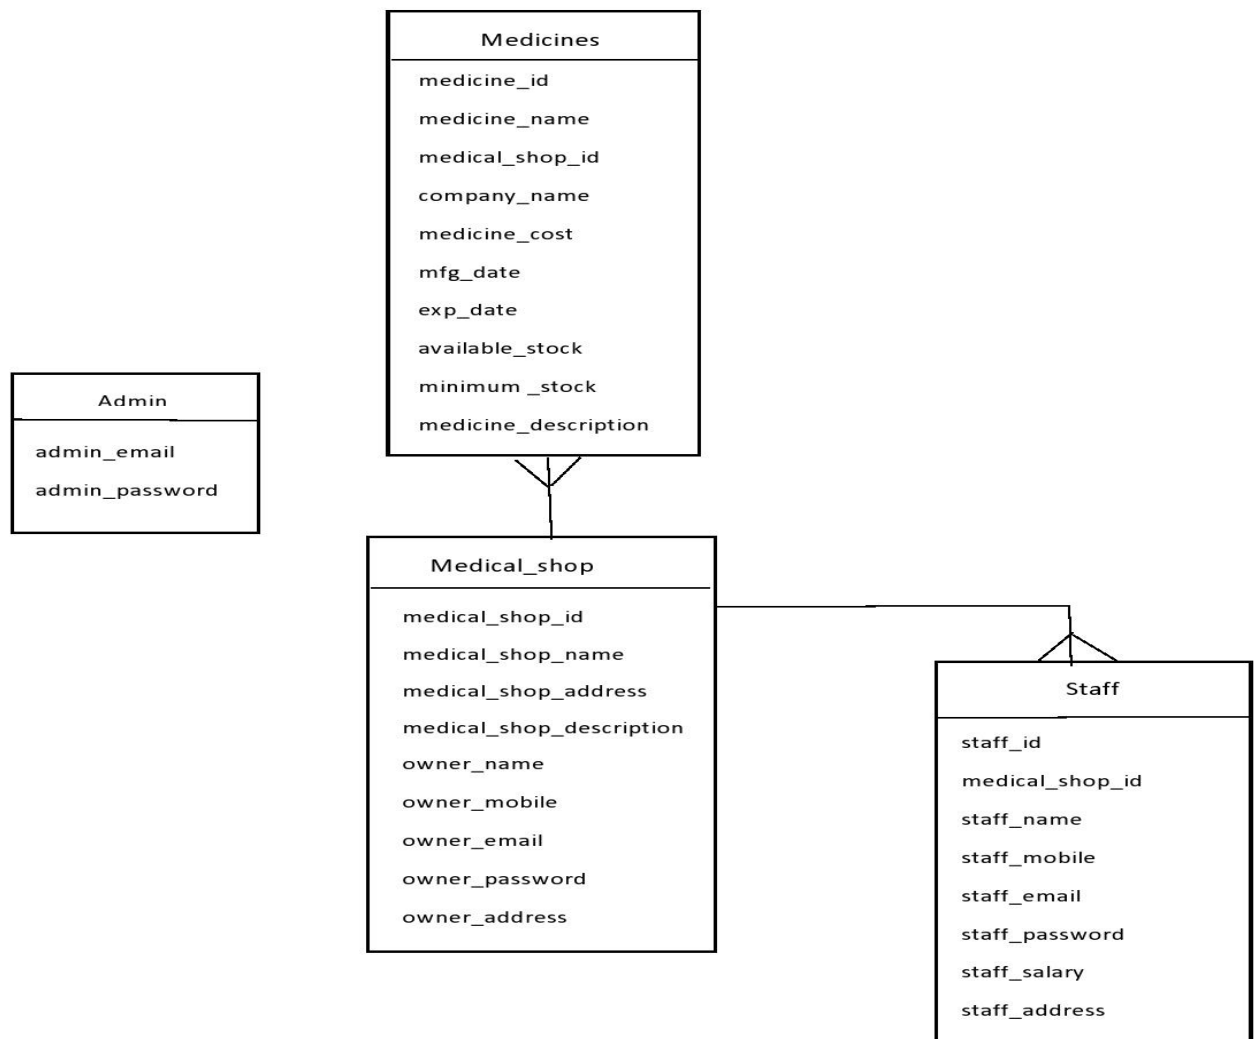 Medicines
medicine_id
medicine_name
medical_shop_id
company_name
medicine_cost
mfg_date
exp_date
available_stock
minimum _stock
medicine_description
Admin
admin_email
admin_password
Medical_shop
medical_shop_id
medical_shop_name
medical_shop_address
medical_shop_description
owner_name
owner_mobile
owner_email
owner_password
owner_address
Staff
staff_id
medical_shop_id
staff_name
staff_mobile
staff_email
staff_password
staff_salary
staff_address